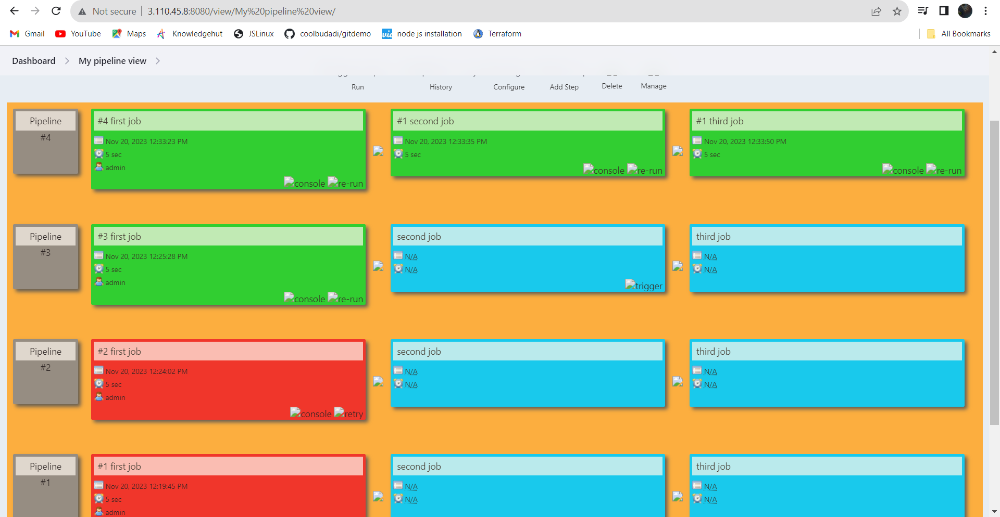 Not secure | 3.110.45.8:8080/view/My%20pipeline%20view/
Gmail YouTube Maps Knowledgehut JSLinux coolbudadi/gitdemo node js installation Terraform All Bookmarks
Dashboard My pipeline view
Run History Configure Add Step Delete Manage
Pipeline #4 first job #1 second job #1 third job
#4 Nov 20, 2023 12:33:23 PM Nov 20, 2023 12:33:35 PM Nov 20, 2023 12:33:50 PM
5 sec 5 sec 5 sec
admin console re-run console re-run
console re-run
Pipeline #3 first job second job third job
#3 Nov 20, 2023 12:25:28 PM N/A N/A
5 sec N/A N/A
admin trigger
console re-run
Pipeline #2 first job second job third job
#2 Nov 20, 2023 12:24:02 PM N/A N/A
5 sec N/A N/A
admin
console retry
Pipeline #1 first job second job third job
#1 Nov 20, 2023 12:19:45 PM N/A N/A
5 sec N/A N/A
admin